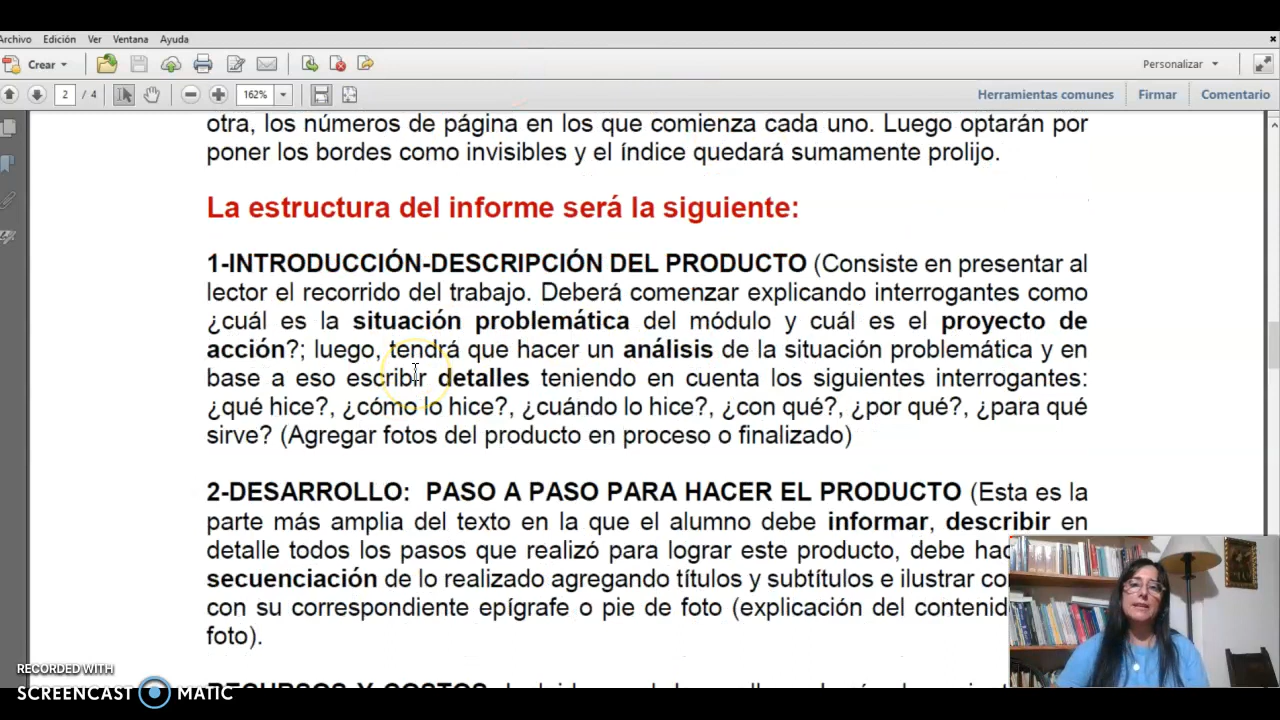 Archivo Edición Ver Ventana Ayuda
Crear
Personalizar
2 / 4
162%
Herramientas comunes Firmar Comentario
otra, los números de página en los que comienza cada uno. Luego optarán por
poner los bordes como invisibles y el índice quedará sumamente prolijo.
La estructura del informe será la siguiente:
1-INTRODUCCIÓN-DESCRIPCIÓN DEL PRODUCTO (Consiste en presentar al
lector el recorrido del trabajo. Deberá comenzar explicando interrogantes como
¿cuál es la situación problemática del módulo y cuál es el proyecto de
acción?; luego, tendrá que hacer un análisis de la situación problemática y en
base a eso escribir detalles teniendo en cuenta los siguientes interrogantes:
¿qué hice?, ¿cómo lo hice?, ¿cuándo lo hice?, ¿con qué?, ¿por qué?, ¿para qué
sirve? (Agregar fotos del producto en proceso o finalizado)
2-DESARROLLO: PASO A PASO PARA HACER EL PRODUCTO (Esta es la
parte más amplia del texto en la que el alumno debe informar, describir en
detalle todos los pasos que realizó para lograr este producto, debe
secuenciación de lo realizado agregando títulos y subtítulos e ilustrar
con su correspondiente epígrafe o pie de foto (explicación del
foto).
RECURSOS Y COSTOS
RECORDED WITH
SCREENCAST MATIC